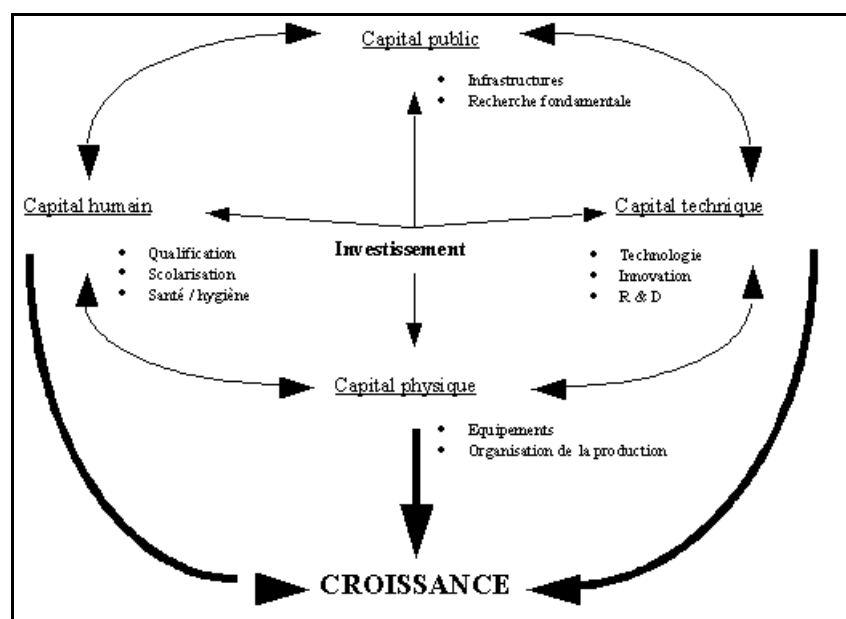 Capital public
• Infrastructures
• Recherche fondamentale
Capital humain
Capital technique
Investissement
• Qualification
• Scolarisation
• Santé / hygiène
• Technologie
• Innovation
• R & D
Capital physique
• Equipements
• Organisation de la production
CROISSANCE